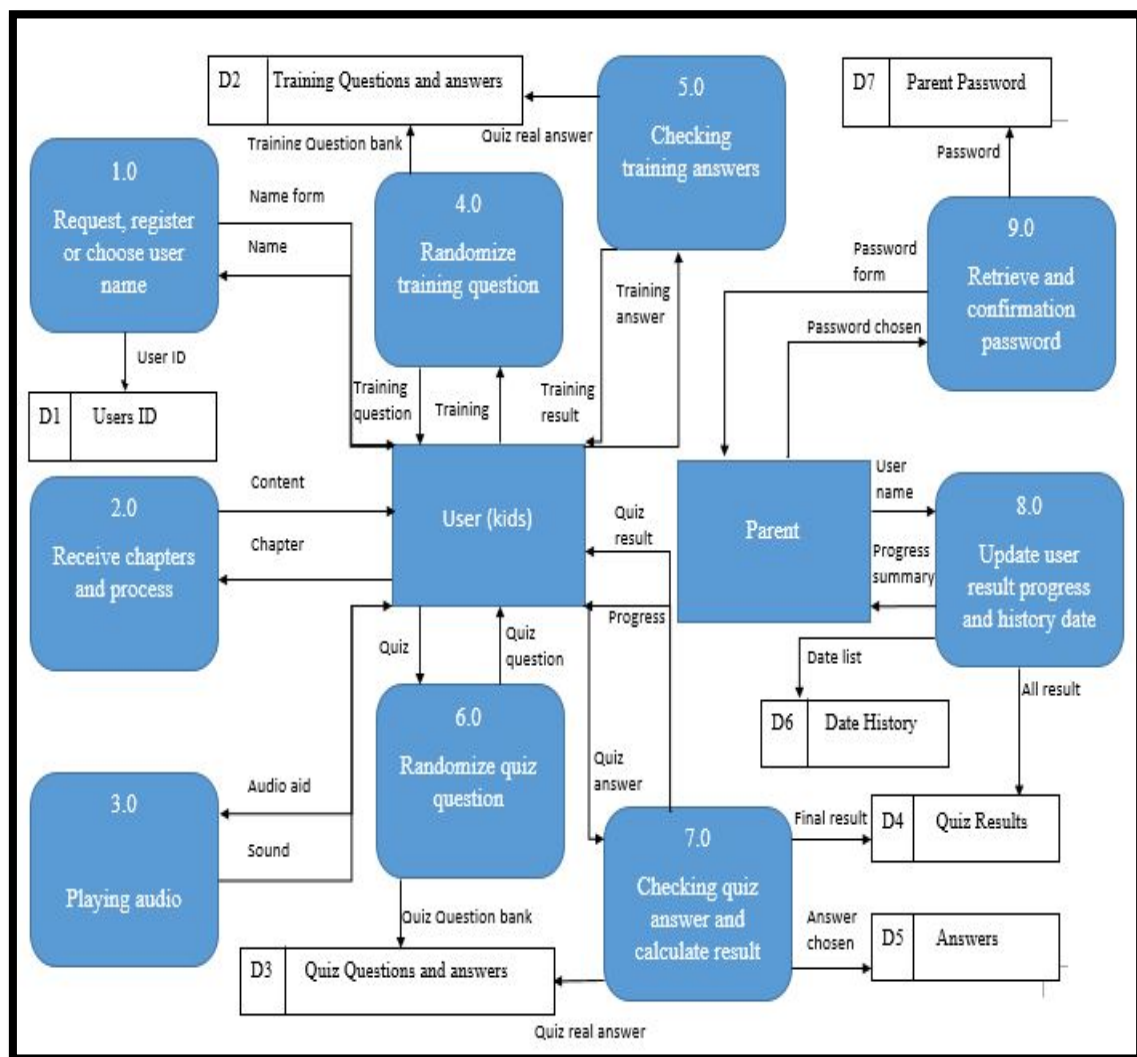 D2
Training Questions and answers
5.0
Checking
training answers
D7
Parent Password
Quiz real answer
Training Question bank
Password
1.0
Request, register
or choose user
name
Name form
Name
4.0
Randomize
training question
9.0
Retrieve and
confirmation
password
Password
form
Password chosen
Training
answer
User ID
D1
Users ID
Training
question
Training
Training
result
2.0
Receive chapters
and process
Content
Chapter
User (kids)
Quiz
result
Progress
Parent
User
name
Progress
summary
8.0
Update user
result progress
and history date
Quiz
Quiz
question
Date list
All result
D6
Date History
6.0
Randomize quiz
question
Quiz
answer
3.0
Playing audio
Audio aid
Sound
7.0
Checking quiz
answer and
calculate result
Final result
D4
Quiz Results
Answer
chosen
D5
Answers
Quiz Question bank
D3
Quiz Questions and answers
Quiz real answer